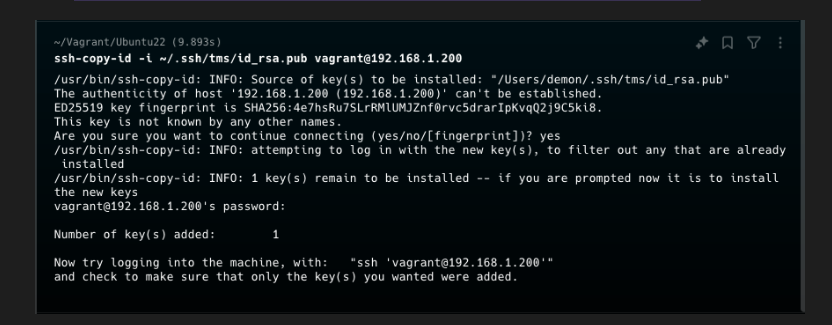 ~/Vagrant/Ubuntu22 (9.893s)
ssh-copy-id -i ~/.ssh/tms/id_rsa.pub vagrant@192.168.1.200
/usr/bin/ssh-copy-id: INFO: Source of key(s) to be installed: "/Users/demon/.ssh/tms/id_rsa.pub"
The authenticity of host '192.168.1.200 (192.168.1.200)' can't be established.
ED25519 key fingerprint is SHA256:4e7hsRu7SLrRMlUMJZnf0rvc5drarIpKvqQ2j9C5ki8.
This key is not known by any other names.
Are you sure you want to continue connecting (yes/no/[fingerprint])? yes
/usr/bin/ssh-copy-id: INFO: attempting to log in with the new key(s), to filter out any that are already
installed
/usr/bin/ssh-copy-id: INFO: 1 key(s) remain to be installed -- if you are prompted now it is to install
the new keys
vagrant@192.168.1.200's password:
Number of key(s) added: 1
Now try logging into the machine, with: "ssh 'vagrant@192.168.1.200'"
and check to make sure that only the key(s) you wanted were added.